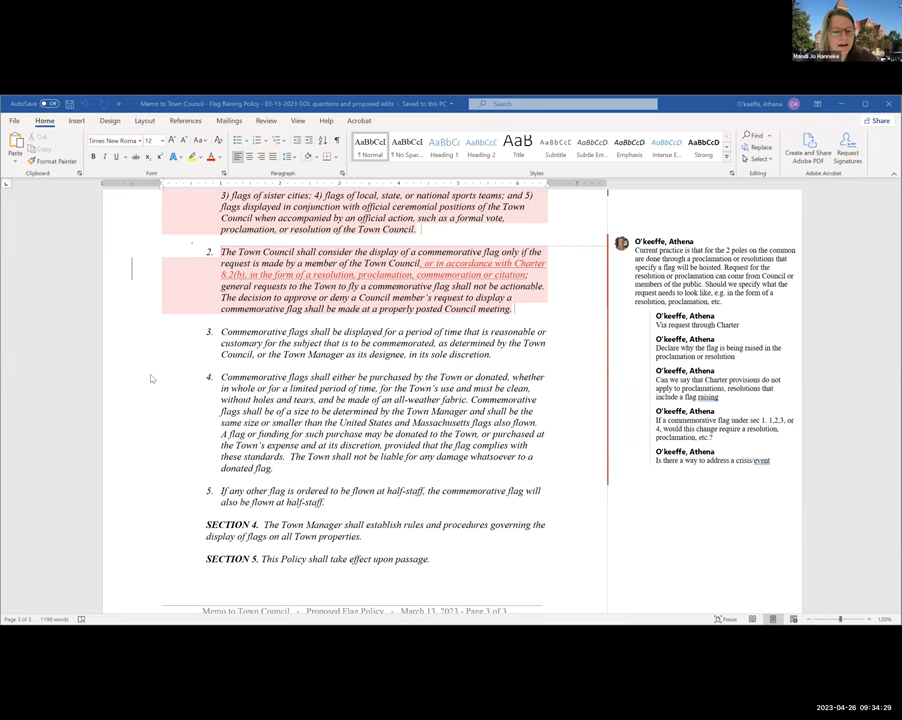 Mandi Jo Hanneke
AutoSave Off
Memo to Town Council - Flag Raising Policy - 03-13-2023 GOL questions and proposed edits - Saved to this PC
Search
O'keeffe, Athena OA
File Home Insert Design Layout References Mailings Review View Help Acrobat
Share
Paste
Cut
Copy
Format Painter
Clipboard
Times New Roma 12
Font
Paragraph
AaBbCcI AaBbCcI AaBbCc AaBbCcI AaB AaBbCcI AaBbCcI AaBbCcI AaBbCcI AaBbCcI
¶ Normal ¶ No Spac... Heading 1 Heading 2 Title Subtitle Subtle Em... Emphasis Intense E... Strong
Styles
Find
Replace
Select
Editing
Create and Share Adobe PDF
Request Signatures
Adobe Acrobat
3) flags of sister cities; 4) flags of local, state, or national sports teams; and 5)
flags displayed in conjunction with official ceremonial positions of the Town
Council when accompanied by an official action, such as a formal vote,
proclamation, or resolution of the Town Council.
2. The Town Council shall consider the display of a commemorative flag only if the
request is made by a member of the Town Council, or in accordance with Charter
8.2(b), in the form of a resolution, proclamation, commemoration or citation;
general requests to the Town to fly a commemorative flag shall not be actionable.
The decision to approve or deny a Council member's request to display a
commemorative flag shall be made at a properly posted Council meeting.
3. Commemorative flags shall be displayed for a period of time that is reasonable or
customary for the subject that is to be commemorated, as determined by the Town
Council, or the Town Manager as its designee, in its sole discretion.
4. Commemorative flags shall either be purchased by the Town or donated, whether
in whole or for a limited period of time, for the Town's use and must be clean,
without holes and tears, and be made of an all-weather fabric. Commemorative
flags shall be of a size to be determined by the Town Manager and shall be the
same size or smaller than the United States and Massachusetts flags also flown.
A flag or funding for such purchase may be donated to the Town, or purchased at
the Town's expense and at its discretion, provided that the flag complies with
these standards. The Town shall not be liable for any damage whatsoever to a
donated flag.
5. If any other flag is ordered to be flown at half-staff, the commemorative flag will
also be flown at half-staff.
SECTION 4. The Town Manager shall establish rules and procedures governing the
display of flags on all Town properties.
SECTION 5. This Policy shall take effect upon passage.
Memo to Town Council - Proposed Flag Policy - March 13, 2023 - Page 3 of 3
O'keeffe, Athena
Current practice is that for the 2 poles on the common
are done through a proclamation or resolutions that
specify a flag will be hoisted. Request for the
resolution or proclamation can come from Council or
members of the public. Should we specify what the
request needs to look like, e.g. in the form of a
resolution, proclamation, etc.
O'keeffe, Athena
Via request through Charter
O'keeffe, Athena
Declare why the flag is being raised in the
proclamation or resolution
O'keeffe, Athena
Can we say that Charter provisions do not
apply to proclamations, resolutions that
include a flag raising
O'keeffe, Athena
If a commemorative flag under sec 1. 1,2,3, or
4, would this change require a resolution,
proclamation, etc.?
O'keeffe, Athena
Is there a way to address a crisis/event
Page 3 of 3 1198 words
Focus
120%
2023-04-26 09:34:29